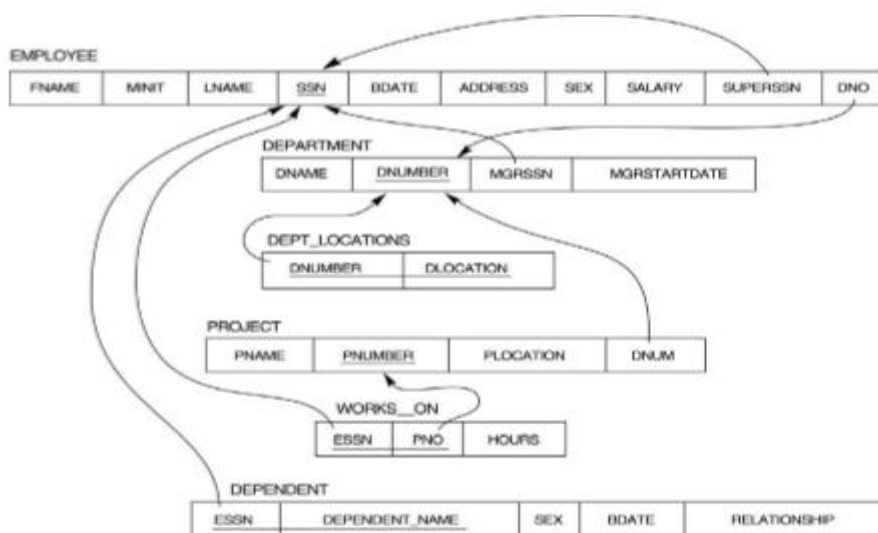 EMPLOYEE
FNAME MINIT LNAME SSN BDATE ADDRESS SEX SALARY SUPERSSN DNO
DEPARTMENT
DNAME DNUMBER MGRSSN MGRSTARTDATE
DEPT_LOCATIONS
DNUMBER DLOCATION
PROJECT
PNAME PNUMBER PLOCATION DNUM
WORKS_ON
ESSN PNO HOURS
DEPENDENT
ESSN DEPENDENT_NAME SEX BDATE RELATIONSHIP